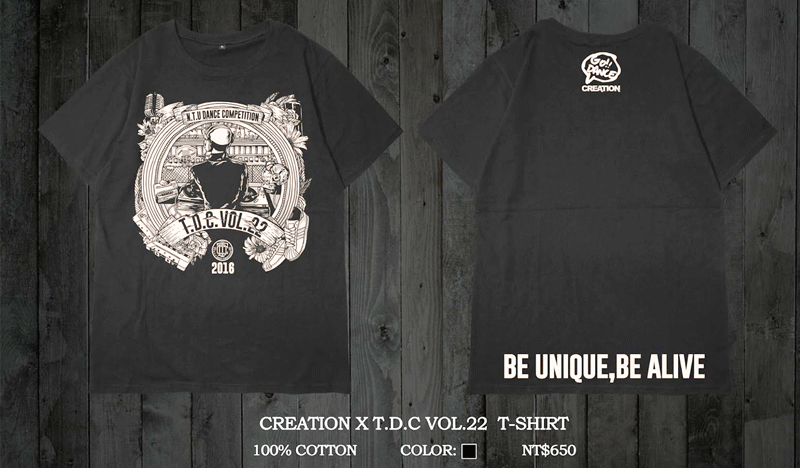 N.T.U DANCE COMPETITION
T.D.C.VOL.22
2016
GO!!
DANCE
CREATION
BE UNIQUE,BE ALIVE
CREATION X T.D.C VOL.22 T-SHIRT
100% COTTON COLOR: NT$650